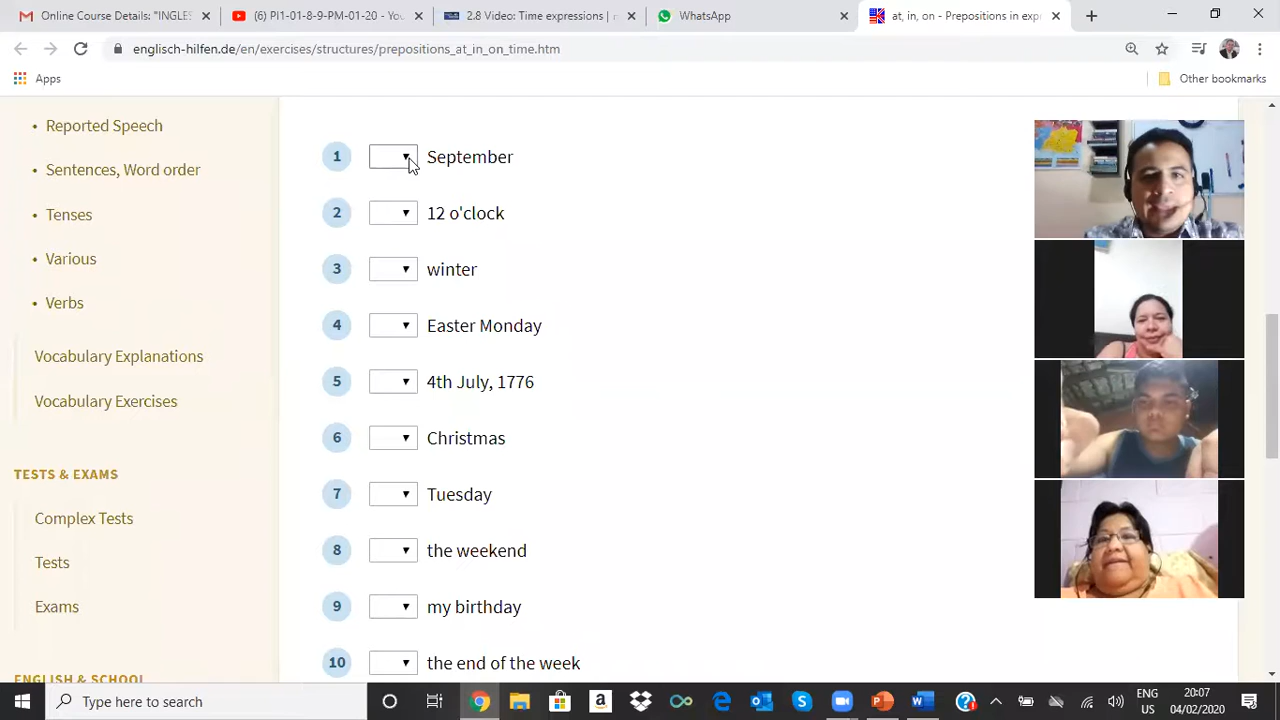 Online Course Details: "INGLES
(6) PI1-01-8-9-PM-01-20 - Y
2.8 Video: Time expressions |
WhatsApp
at, in, on - Prepositions in exp
englisch-hilfen.de/en/exercises/structures/prepositions_at_in_on_time.htm
Apps
Other bookmarks
• Reported Speech
• Sentences, Word order
• Tenses
• Various
• Verbs
Vocabulary Explanations
Vocabulary Exercises
TESTS & EXAMS
Complex Tests
Tests
Exams
ENGLISH & SCHOOL
1 September
2 12 o'clock
3 winter
4 Easter Monday
5 4th July, 1776
6 Christmas
7 Tuesday
8 the weekend
9 my birthday
10 the end of the week
Type here to search
ENG
US
20:07
04/02/2020